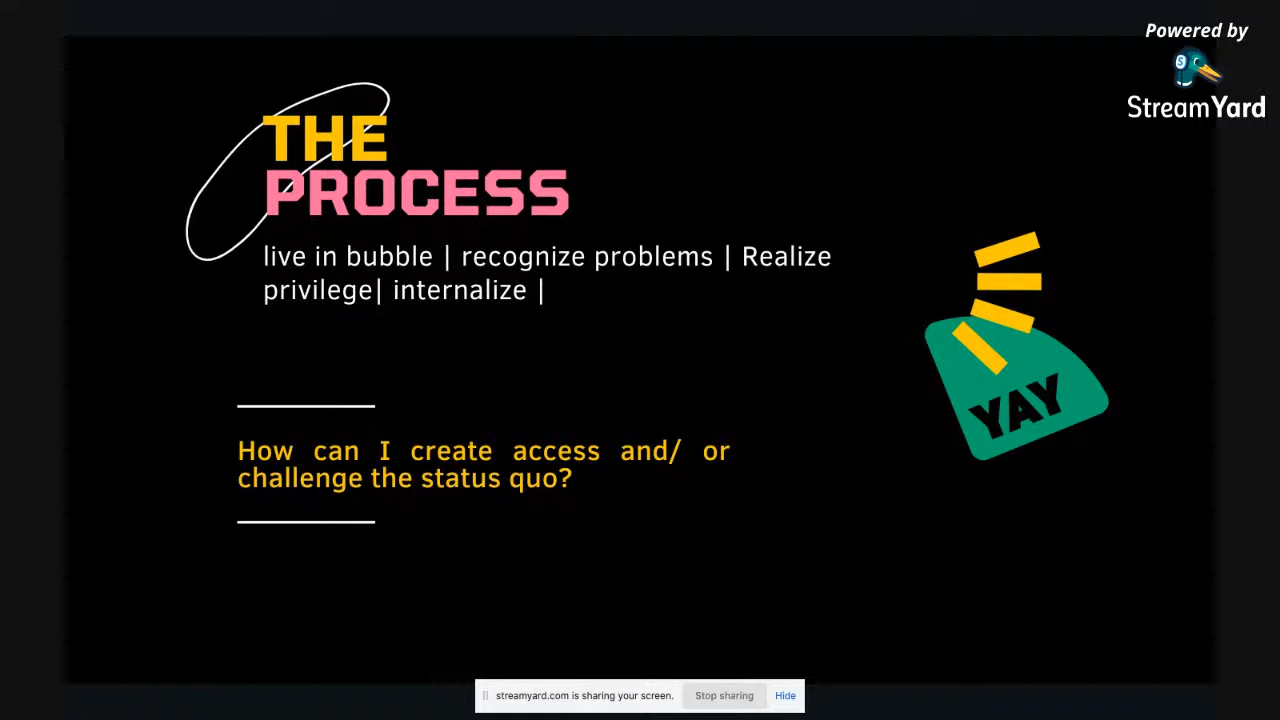 Powered by
StreamYard
THE
PROCESS
live in bubble | recognize problems | Realize
privilege| internalize |
YAY
How can I create access and/ or
challenge the status quo?
streamyard.com is sharing your screen.
Stop sharing
Hide